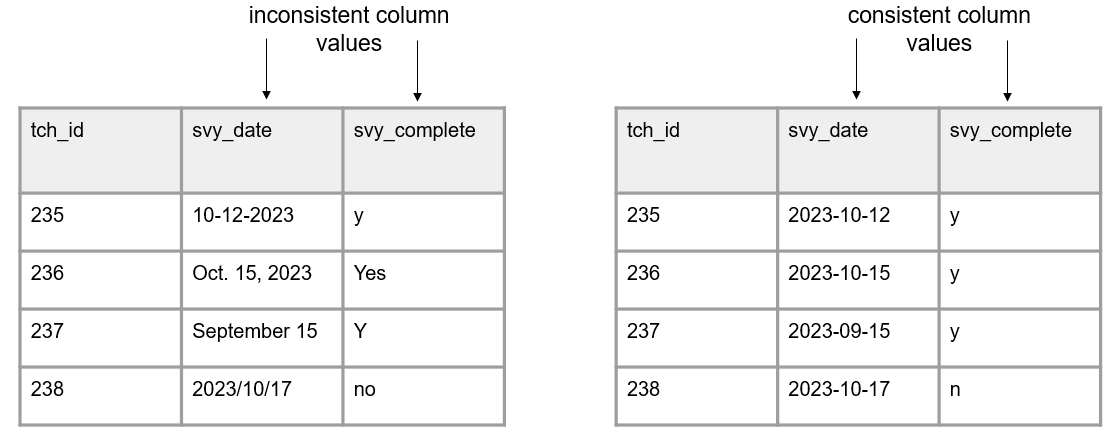 inconsistent column
values
tch_id svy_date svy_complete
235 10-12-2023 y
236 Oct. 15, 2023 Yes
237 September 15 Y
238 2023/10/17 no
consistent column
values
tch_id svy_date svy_complete
235 2023-10-12 y
236 2023-10-15 y
237 2023-09-15 y
238 2023-10-17 n